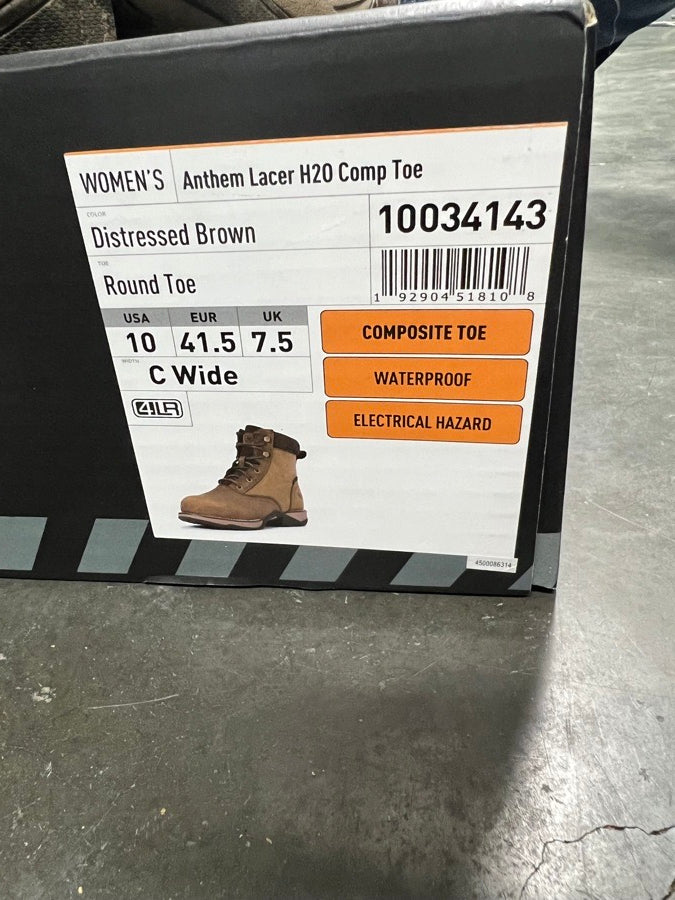 WOMEN'S Anthem Lacer H20 Comp Toe
COLOR
Distressed Brown
10034143
TOE
Round Toe
1 92904 51810 8
USA EUR UK
10 41.5 7.5
WIDTH
C Wide
4LR
COMPOSITE TOE
WATERPROOF
ELECTRICAL HAZARD
4500086314